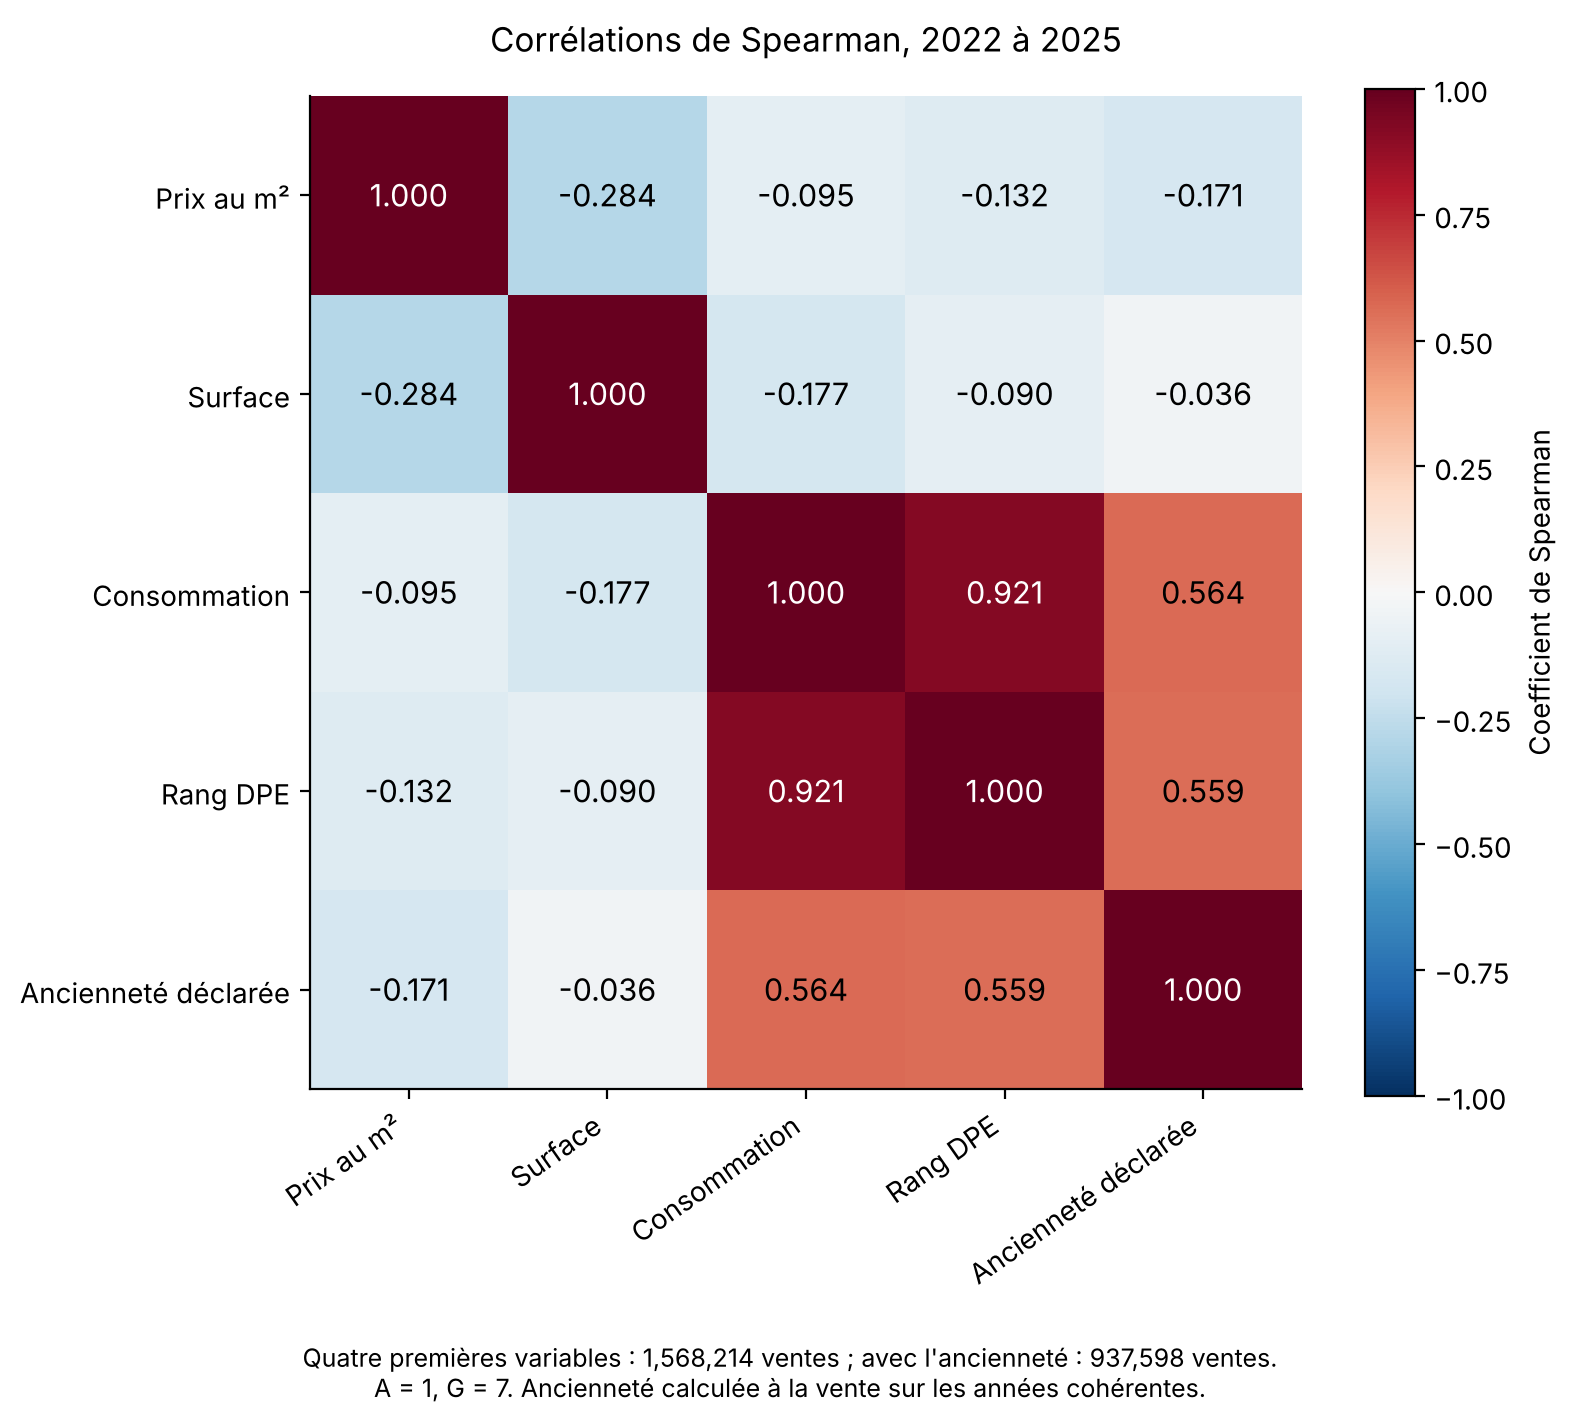 Corrélations de Spearman, 2022 à 2025
Prix au m² 1.000 -0.284 -0.095 -0.132 -0.171
Surface -0.284 1.000 -0.177 -0.090 -0.036
Consommation -0.095 -0.177 1.000 0.921 0.564
Rang DPE -0.132 -0.090 0.921 1.000 0.559
Ancienneté déclarée -0.171 -0.036 0.564 0.559 1.000
Prix au m²
Surface
Consommation
Rang DPE
Ancienneté déclarée
1.00
0.75
0.50
0.25
0.00
−0.25
−0.50
−0.75
−1.00
Coefficient de Spearman
Quatre premières variables : 1,568,214 ventes ; avec l'ancienneté : 937,598 ventes.
A = 1, G = 7. Ancienneté calculée à la vente sur les années cohérentes.